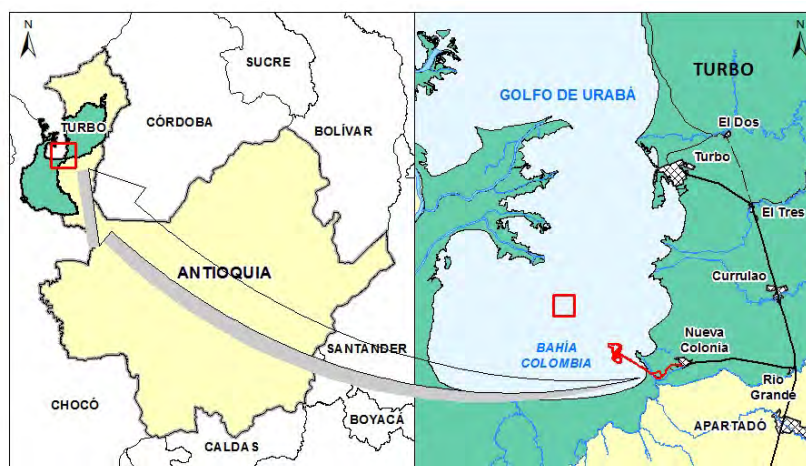 N
SUCRE
TURBO
CÓRDOBA
BOLÍVAR
ANTIOQUIA
SANTANDER
CHOCÓ
BOYACÁ
CALDAS
N
TURBO
GOLFO DE URABÁ
El Dos
Turbo
El Tres
Currulao
Nueva
Colonia
BAHÍA
COLOMBIA
Rio
Grande
APARTADÓ